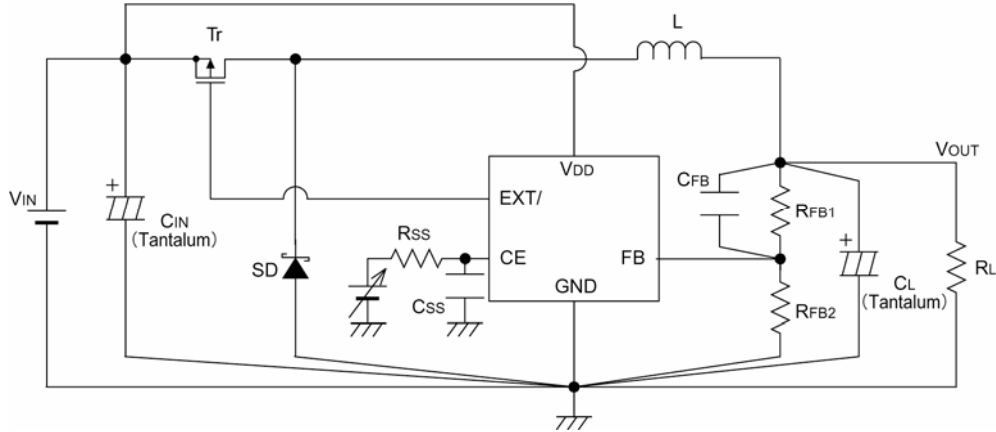 Tr
L
VIN
+
CIN
(Tantalum)
SD
RSS
CSS
VDD
EXT/
CE
FB
GND
CFB
RFB1
RFB2
VOUT
+
CL
(Tantalum)
RL